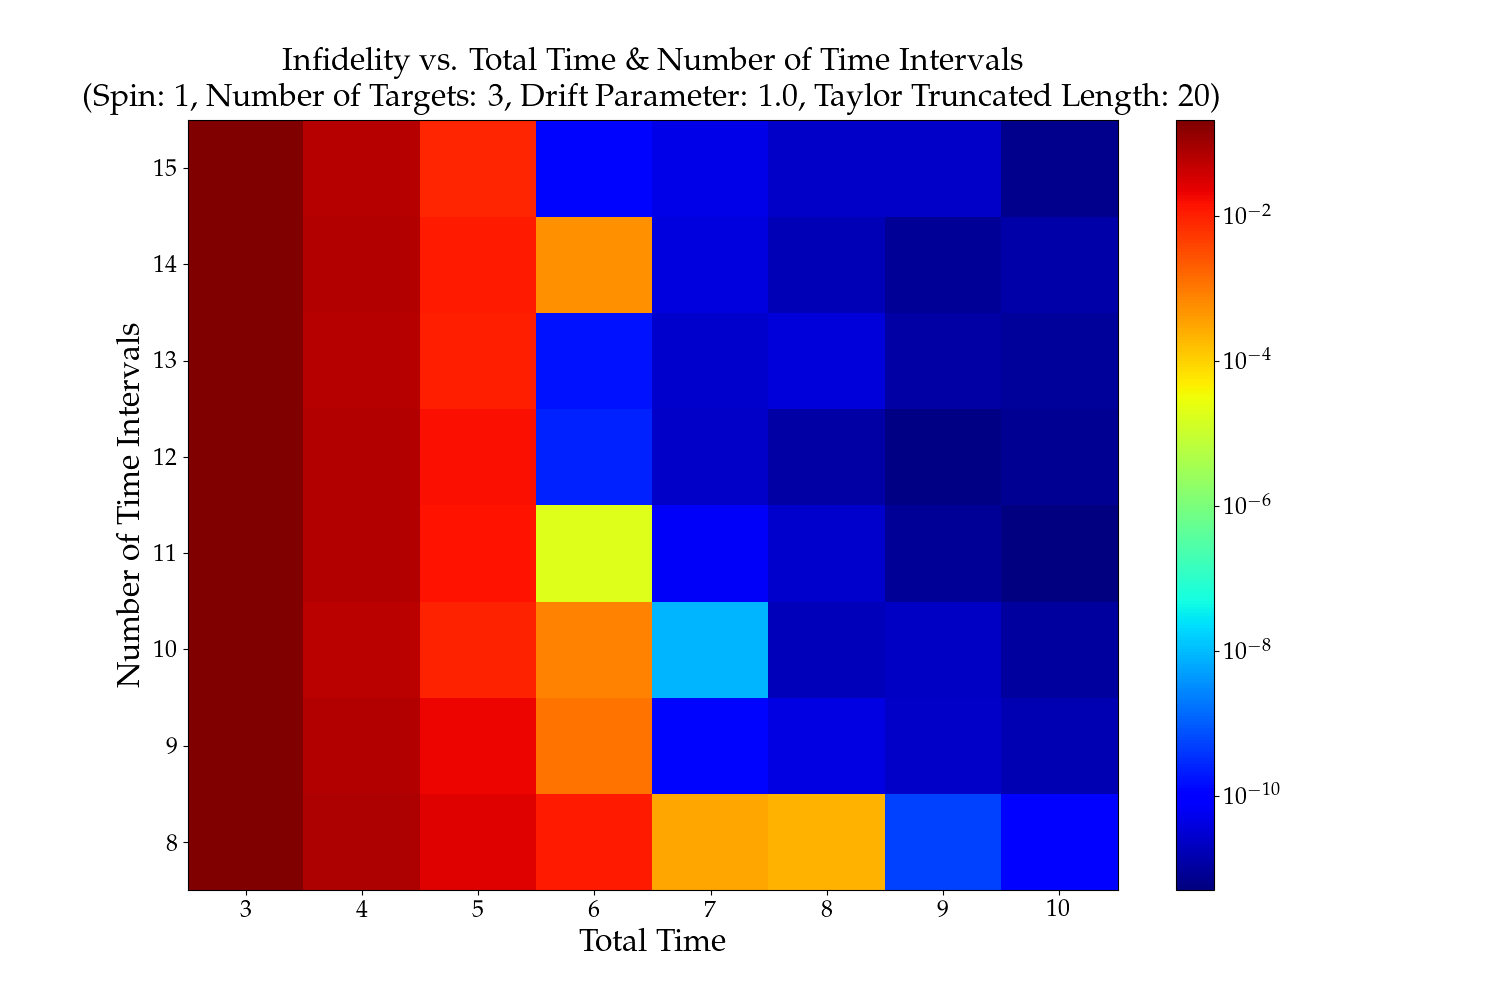 Infidelity vs. Total Time & Number of Time Intervals
(Spin: 1, Number of Targets: 3, Drift Parameter: 1.0, Taylor Truncated Length: 20)
Number of Time Intervals
15
14
13
12
11
10
9
8
3 4 5 6 7 8 9 10
Total Time
10⁻²
10⁻⁴
10⁻⁶
10⁻⁸
10⁻¹⁰